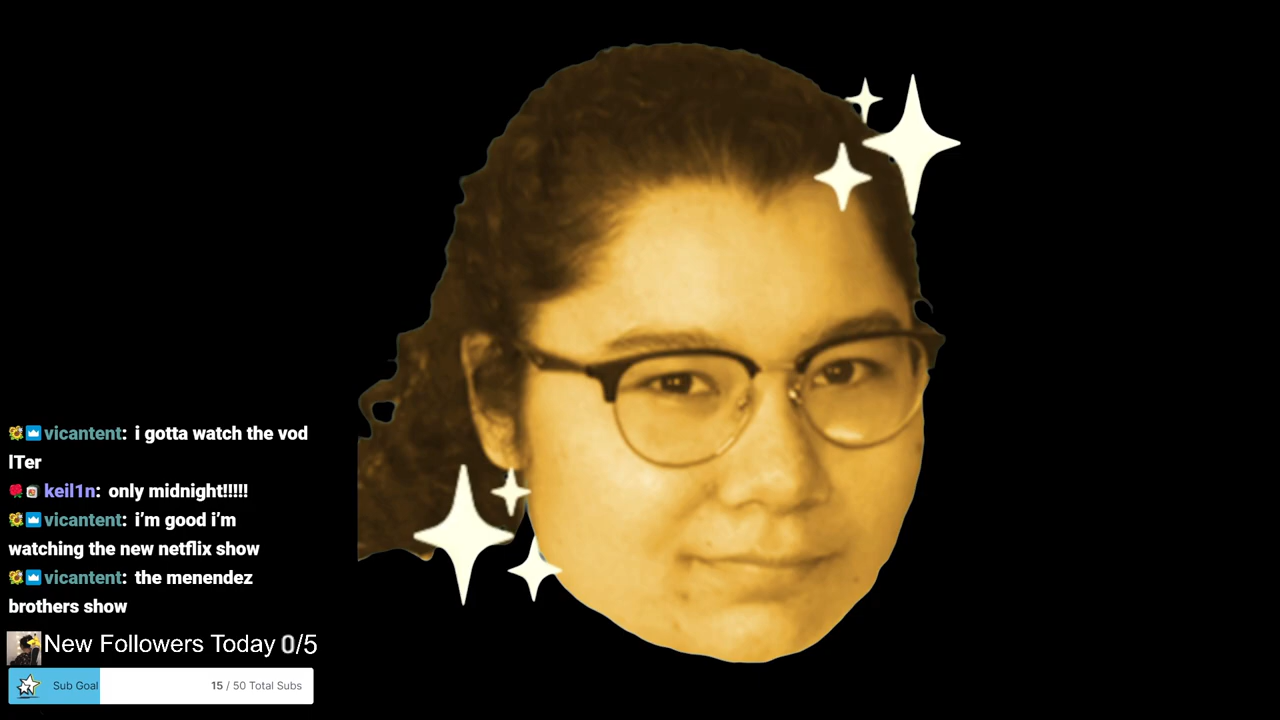 vicantent: i gotta watch the vod
lTer
keil1n: only midnight!!!!!
vicantent: i’m good i’m
watching the new netflix show
vicantent: the menendez
brothers show
New Followers Today 0/5
Sub Goal 15 / 50 Total Subs